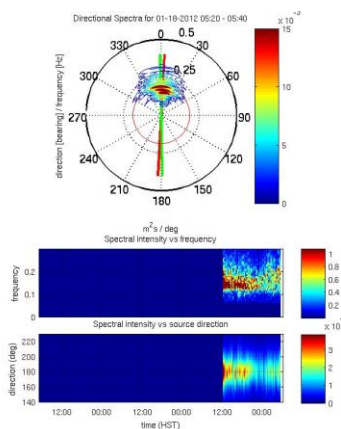 Directional Spectra for 01-18-2012 05:20 - 05:40
x 10
330 0 0.5 30
300 0.25 60
270 90
240 120
210 180 150
direction [bearing] / frequency [Hz]
15
10
5
0
m²s / deg
Spectral intensity vs frequency
frequency
0.2
0.1
0
1
0.8
0.6
0.4
0.2
x 10
Spectral intensity vs source direction
direction (deg)
220
200
180
160
140
3
2
1
0
12:00 00:00 12:00 00:00 12:00 00:00
time (HST)